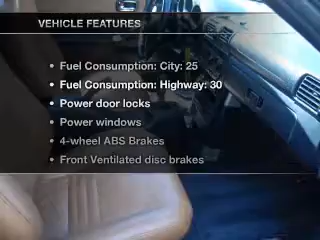 VEHICLE FEATURES
• Fuel Consumption: City: 25
• Fuel Consumption: Highway: 30
• Power door locks
• Power windows
• 4-wheel ABS Brakes
• Front Ventilated disc brakes